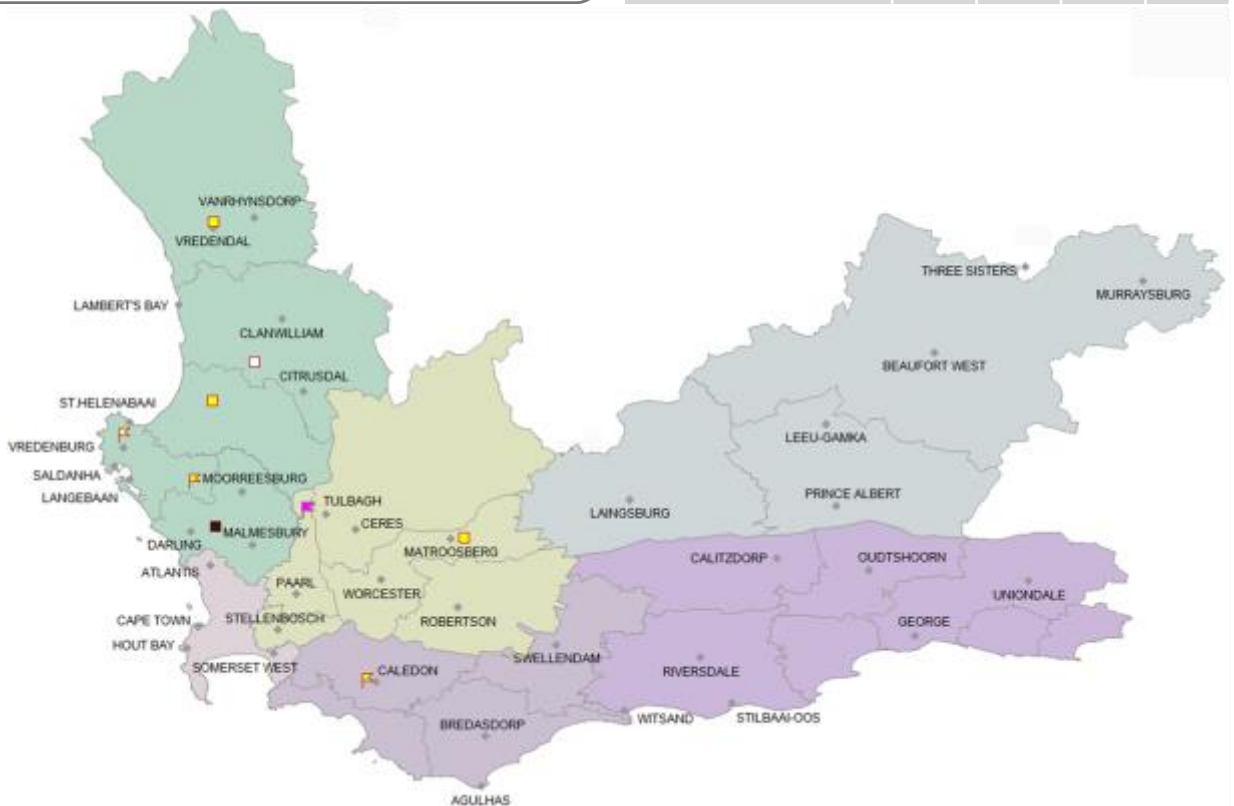 VANRHYNSDORP
VREDENDAL
THREE SISTERS
MURRAYSBURG
LAMBERT'S BAY
CLANWILLIAM
BEAUFORT WEST
CITRUSDAL
ST.HELENABAAI
LEEU-GAMKA
VREDENBURG
SALDANHA
MOORREESBURG
LANGEBAAN
PRINCE ALBERT
TULBAGH
LAINGSBURG
CERES
MALMESBURY
DARLING
MATROOSBERG
CALITZDORP
OUDTSHOORN
ATLANTIS
PAARL
WORCESTER
UNIONDALE
CAPE TOWN
STELLENBOSCH
ROBERTSON
GEORGE
HOUT BAY
SOMERSET WEST
SWELLENDAM
CALEDON
RIVERSDALE
BREDASDORP
WITSAND
STILBAAI-OOS
AGULHAS